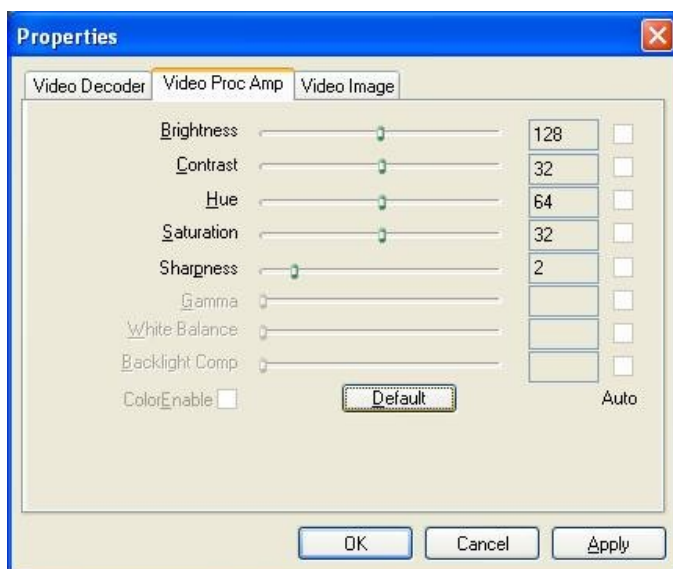 Properties
Video Decoder Video Proc Amp Video Image
Brightness 128
Contrast 32
Hue 64
Saturation 32
Sharpness 2
Gamma
White Balance
Backlight Comp
ColorEnable Default Auto
OK Cancel Apply